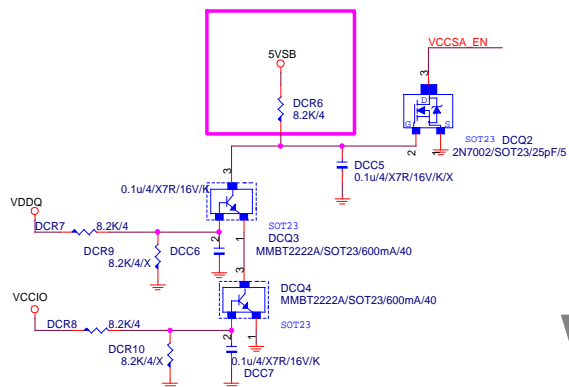 5VSB
VCCSA_EN
DCR6
8.2K/4
3
D
G
S
2
1
SOT23
DCQ2
2N7002/SOT23/25pF/5
3
DCC5
0.1u/4/X7R/16V/K/X
0.1u/4/X7R/16V/K
VDDQ
DCR7
8.2K/4
SOT23
DCQ3
MMBT2222A/SOT23/600mA/40
2
1
DCR9
8.2K/4/X
DCC6
3
DCQ4
MMBT2222A/SOT23/600mA/40
VCCIO
DCR8
8.2K/4
2
1
SOT23
DCR10
8.2K/4/X
0.1u/4/X7R/16V/K
DCC7